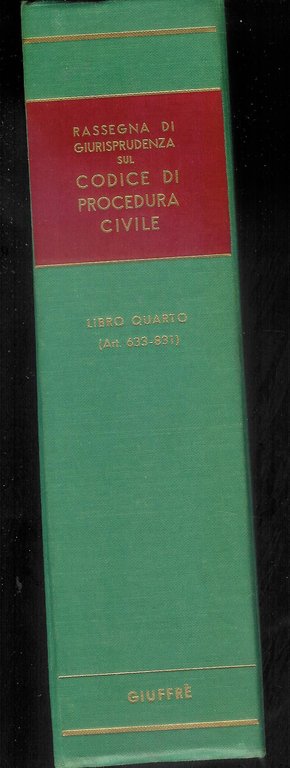 RASSEGNA DI
GIURISPRUDENZA
SUL
CODICE DI
PROCEDURA
CIVILE
LIBRO QUARTO
(Art. 633-831)
GIUFFRÈ